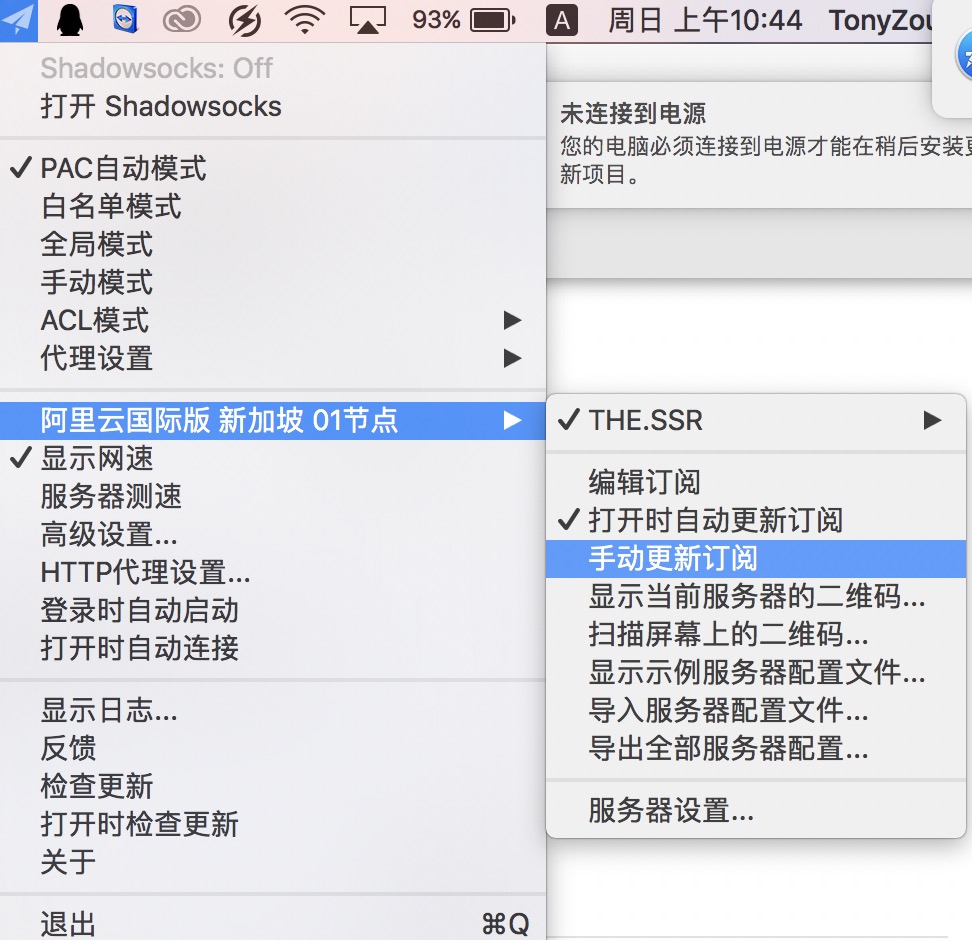 93% A 周日 上午10:44 TonyZou
Shadowsocks: Off
打开 Shadowsocks
PAC自动模式
白名单模式
全局模式
手动模式
ACL模式
代理设置
阿里云国际版 新加坡 01节点
显示网速
服务器测速
高级设置...
HTTP代理设置...
登录时自动启动
打开时自动连接
显示日志...
反馈
检查更新
打开时检查更新
关于
退出 ⌘Q
未连接到电源
您的电脑必须连接到电源才能在稍后安装更
新项目。
THE.SSR
编辑订阅
打开时自动更新订阅
手动更新订阅
显示当前服务器的二维码...
扫描屏幕上的二维码...
显示示例服务器配置文件...
导入服务器配置文件...
导出全部服务器配置...
服务器设置...